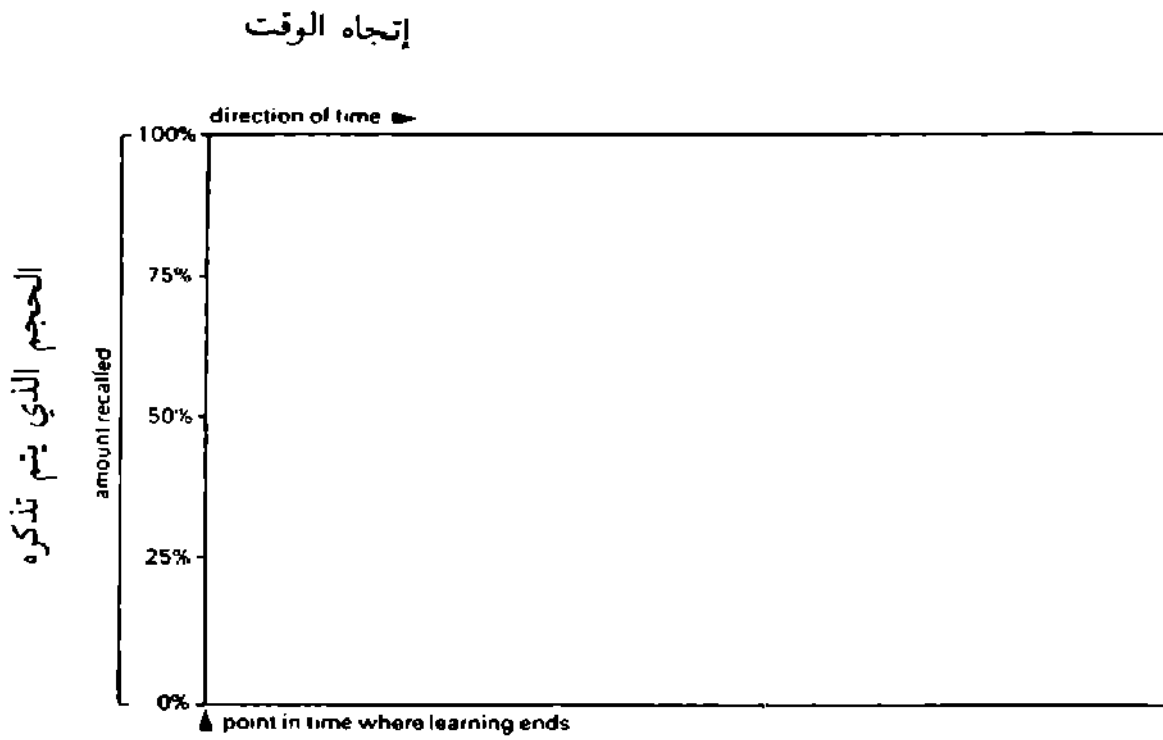 إتجاه الوقت
direction of time
100%
75%
الحجم الذي يتم تذكره
amount recalled
50%
25%
0%
point in time where learning ends